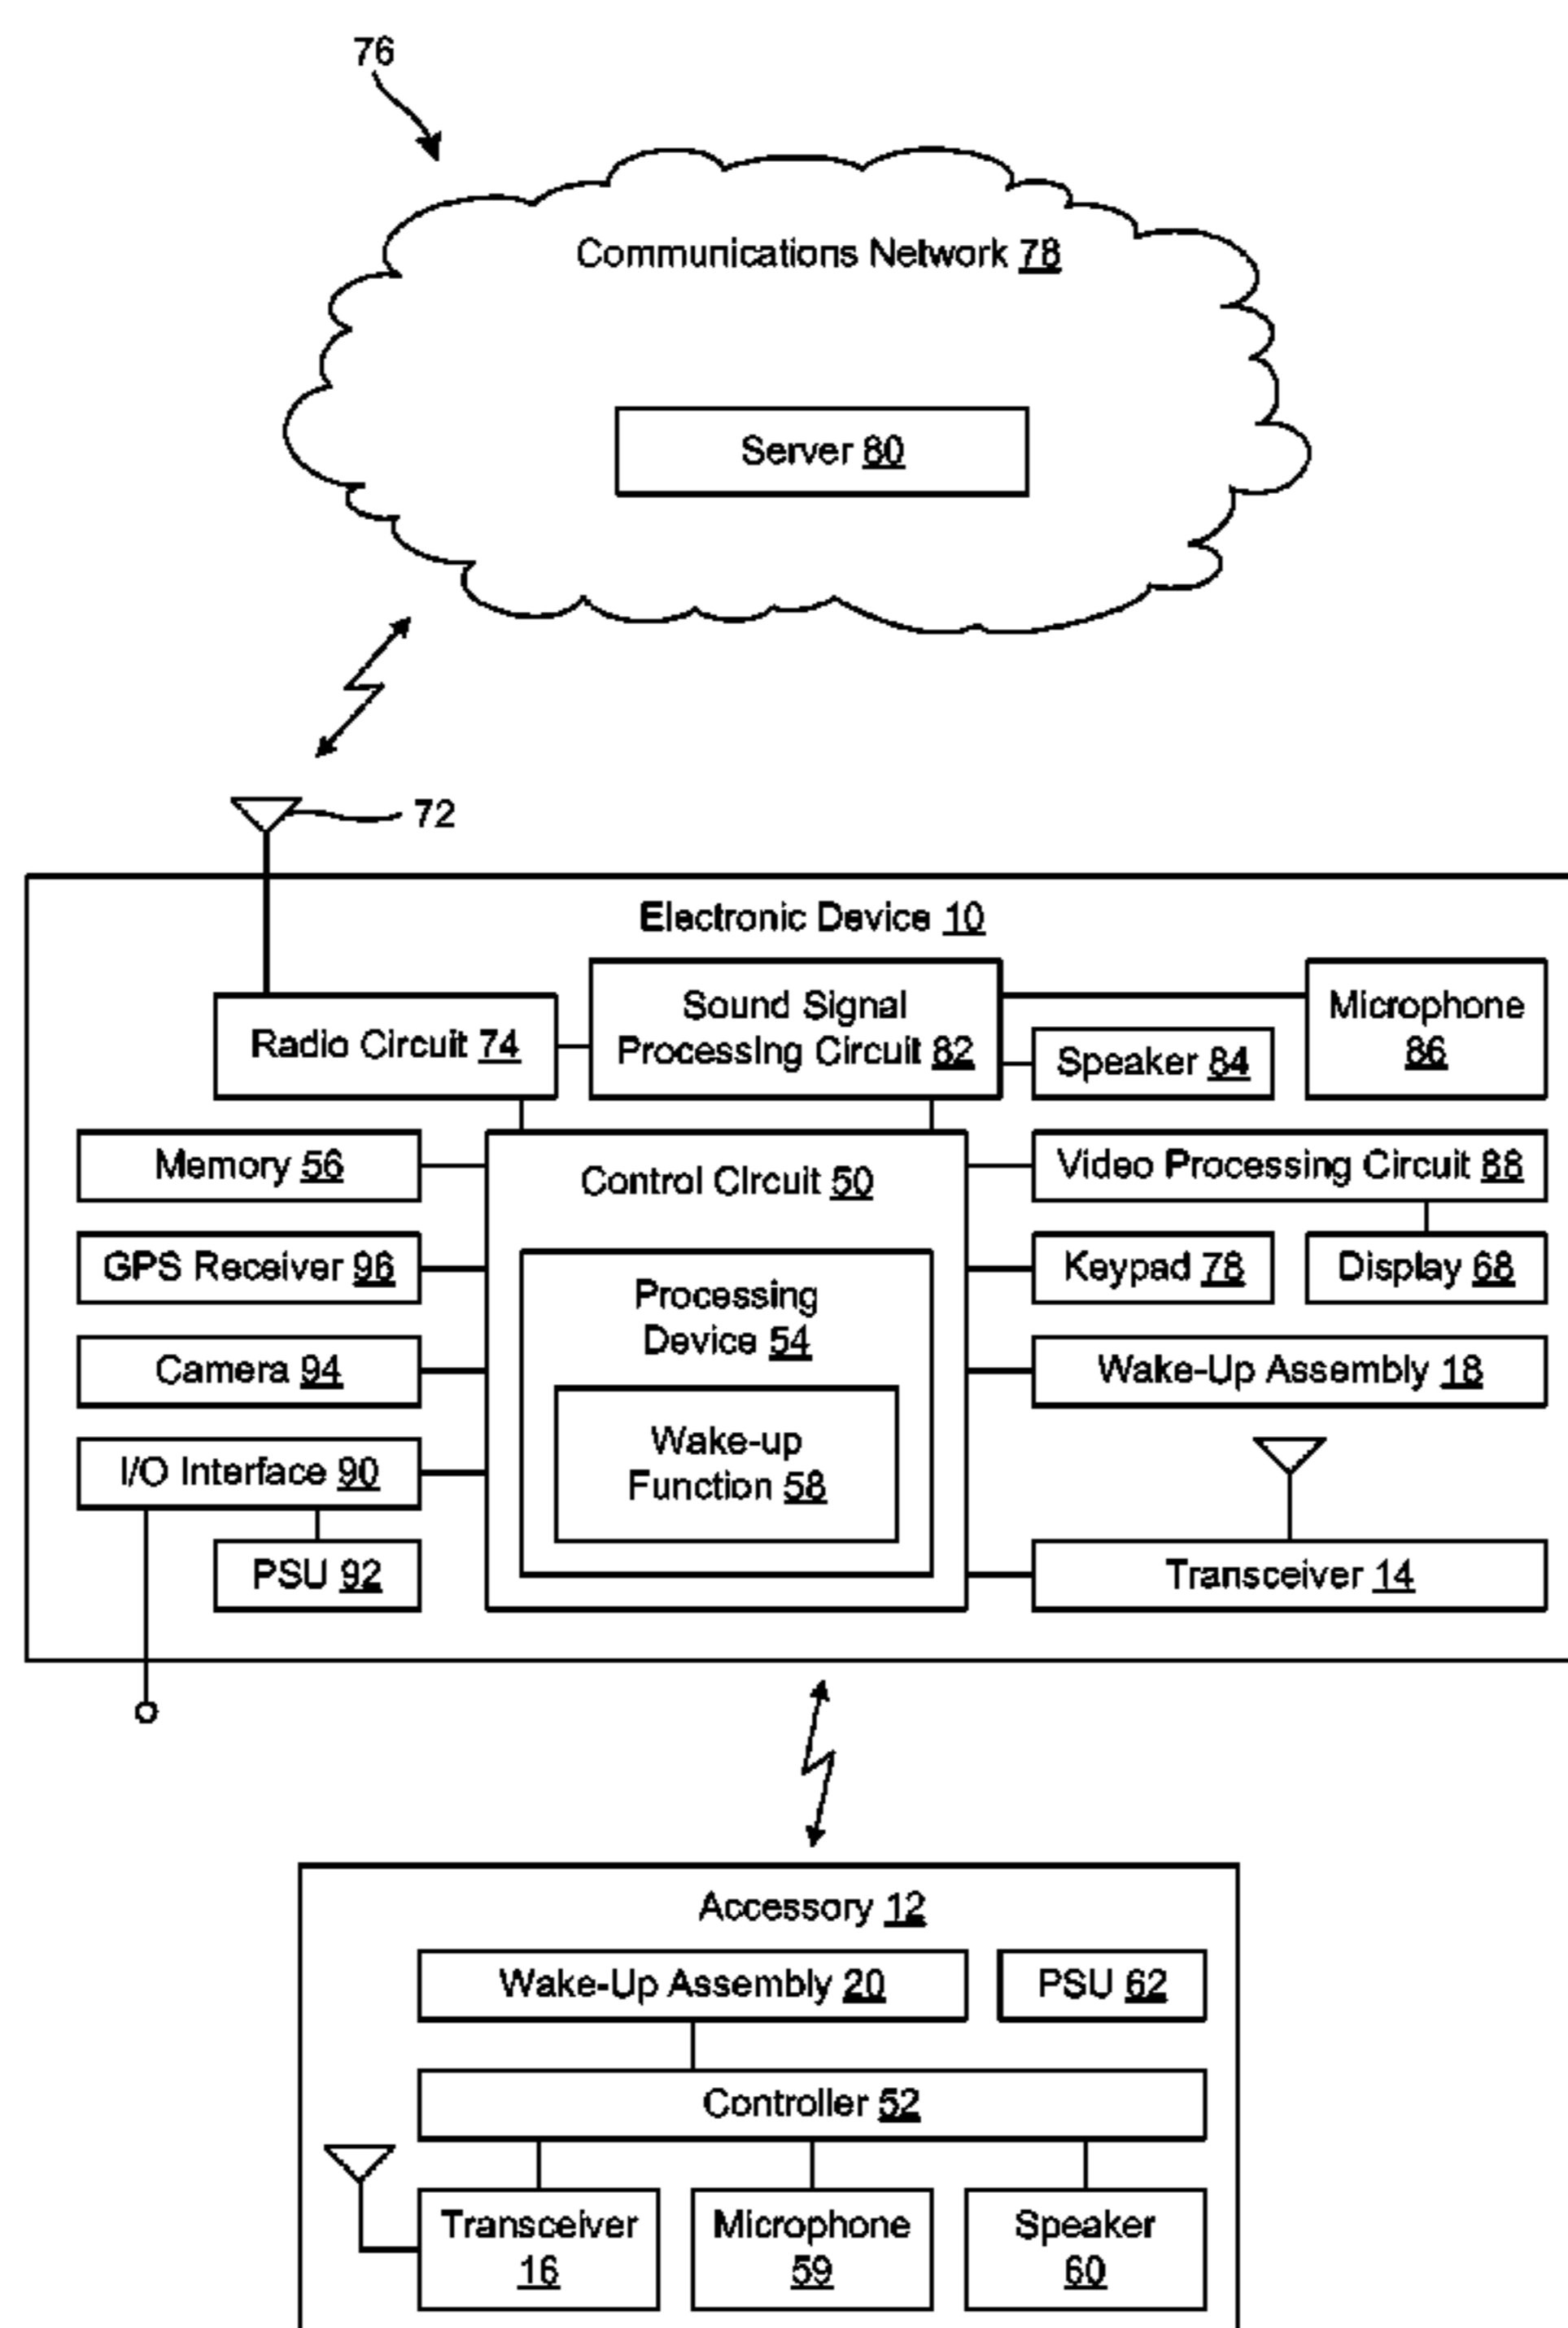 76
Communications Network 78
Server 80
72
Electronic Device 10
Radio Circuit 74
Sound Signal
Processing Circuit 82
Microphone
86
Speaker 84
Memory 56
Control Circuit 50
Video Processing Circuit 88
GPS Receiver 96
Processing
Device 54
Keypad 78
Display 68
Camera 94
Wake-Up Assembly 18
Wake-up
Function 58
I/O Interface 90
PSU 92
Transceiver 14
Accessory 12
Wake-Up Assembly 20
PSU 62
Controller 52
Transceiver
16
Microphone
59
Speaker
60